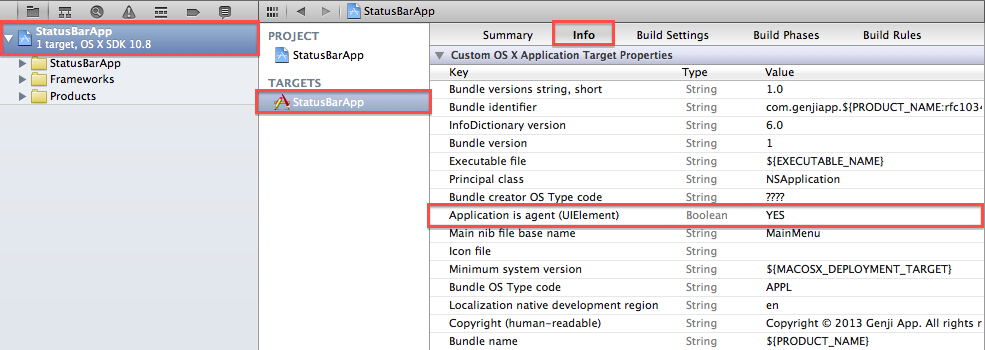 StatusBarApp
StatusBarApp
1 target, OS X SDK 10.8
StatusBarApp
Frameworks
Products
PROJECT
StatusBarApp
TARGETS
StatusBarApp
Summary Info Build Settings Build Phases Build Rules
Custom OS X Application Target Properties
Key Type Value
Bundle versions string, short String 1.0
Bundle identifier String com.genjiapp.${PRODUCT_NAME:rfc1034
InfoDictionary version String 6.0
Bundle version String 1
Executable file String ${EXECUTABLE_NAME}
Principal class String NSApplication
Bundle creator OS Type code String ????
Application is agent (UIElement) Boolean YES
Main nib file base name String MainMenu
Icon file String
Minimum system version String ${MACOSX_DEPLOYMENT_TARGET}
Bundle OS Type code String APPL
Localization native development region String en
Copyright (human-readable) String Copyright © 2013 Genji App. All rights r
Bundle name String ${PRODUCT_NAME}